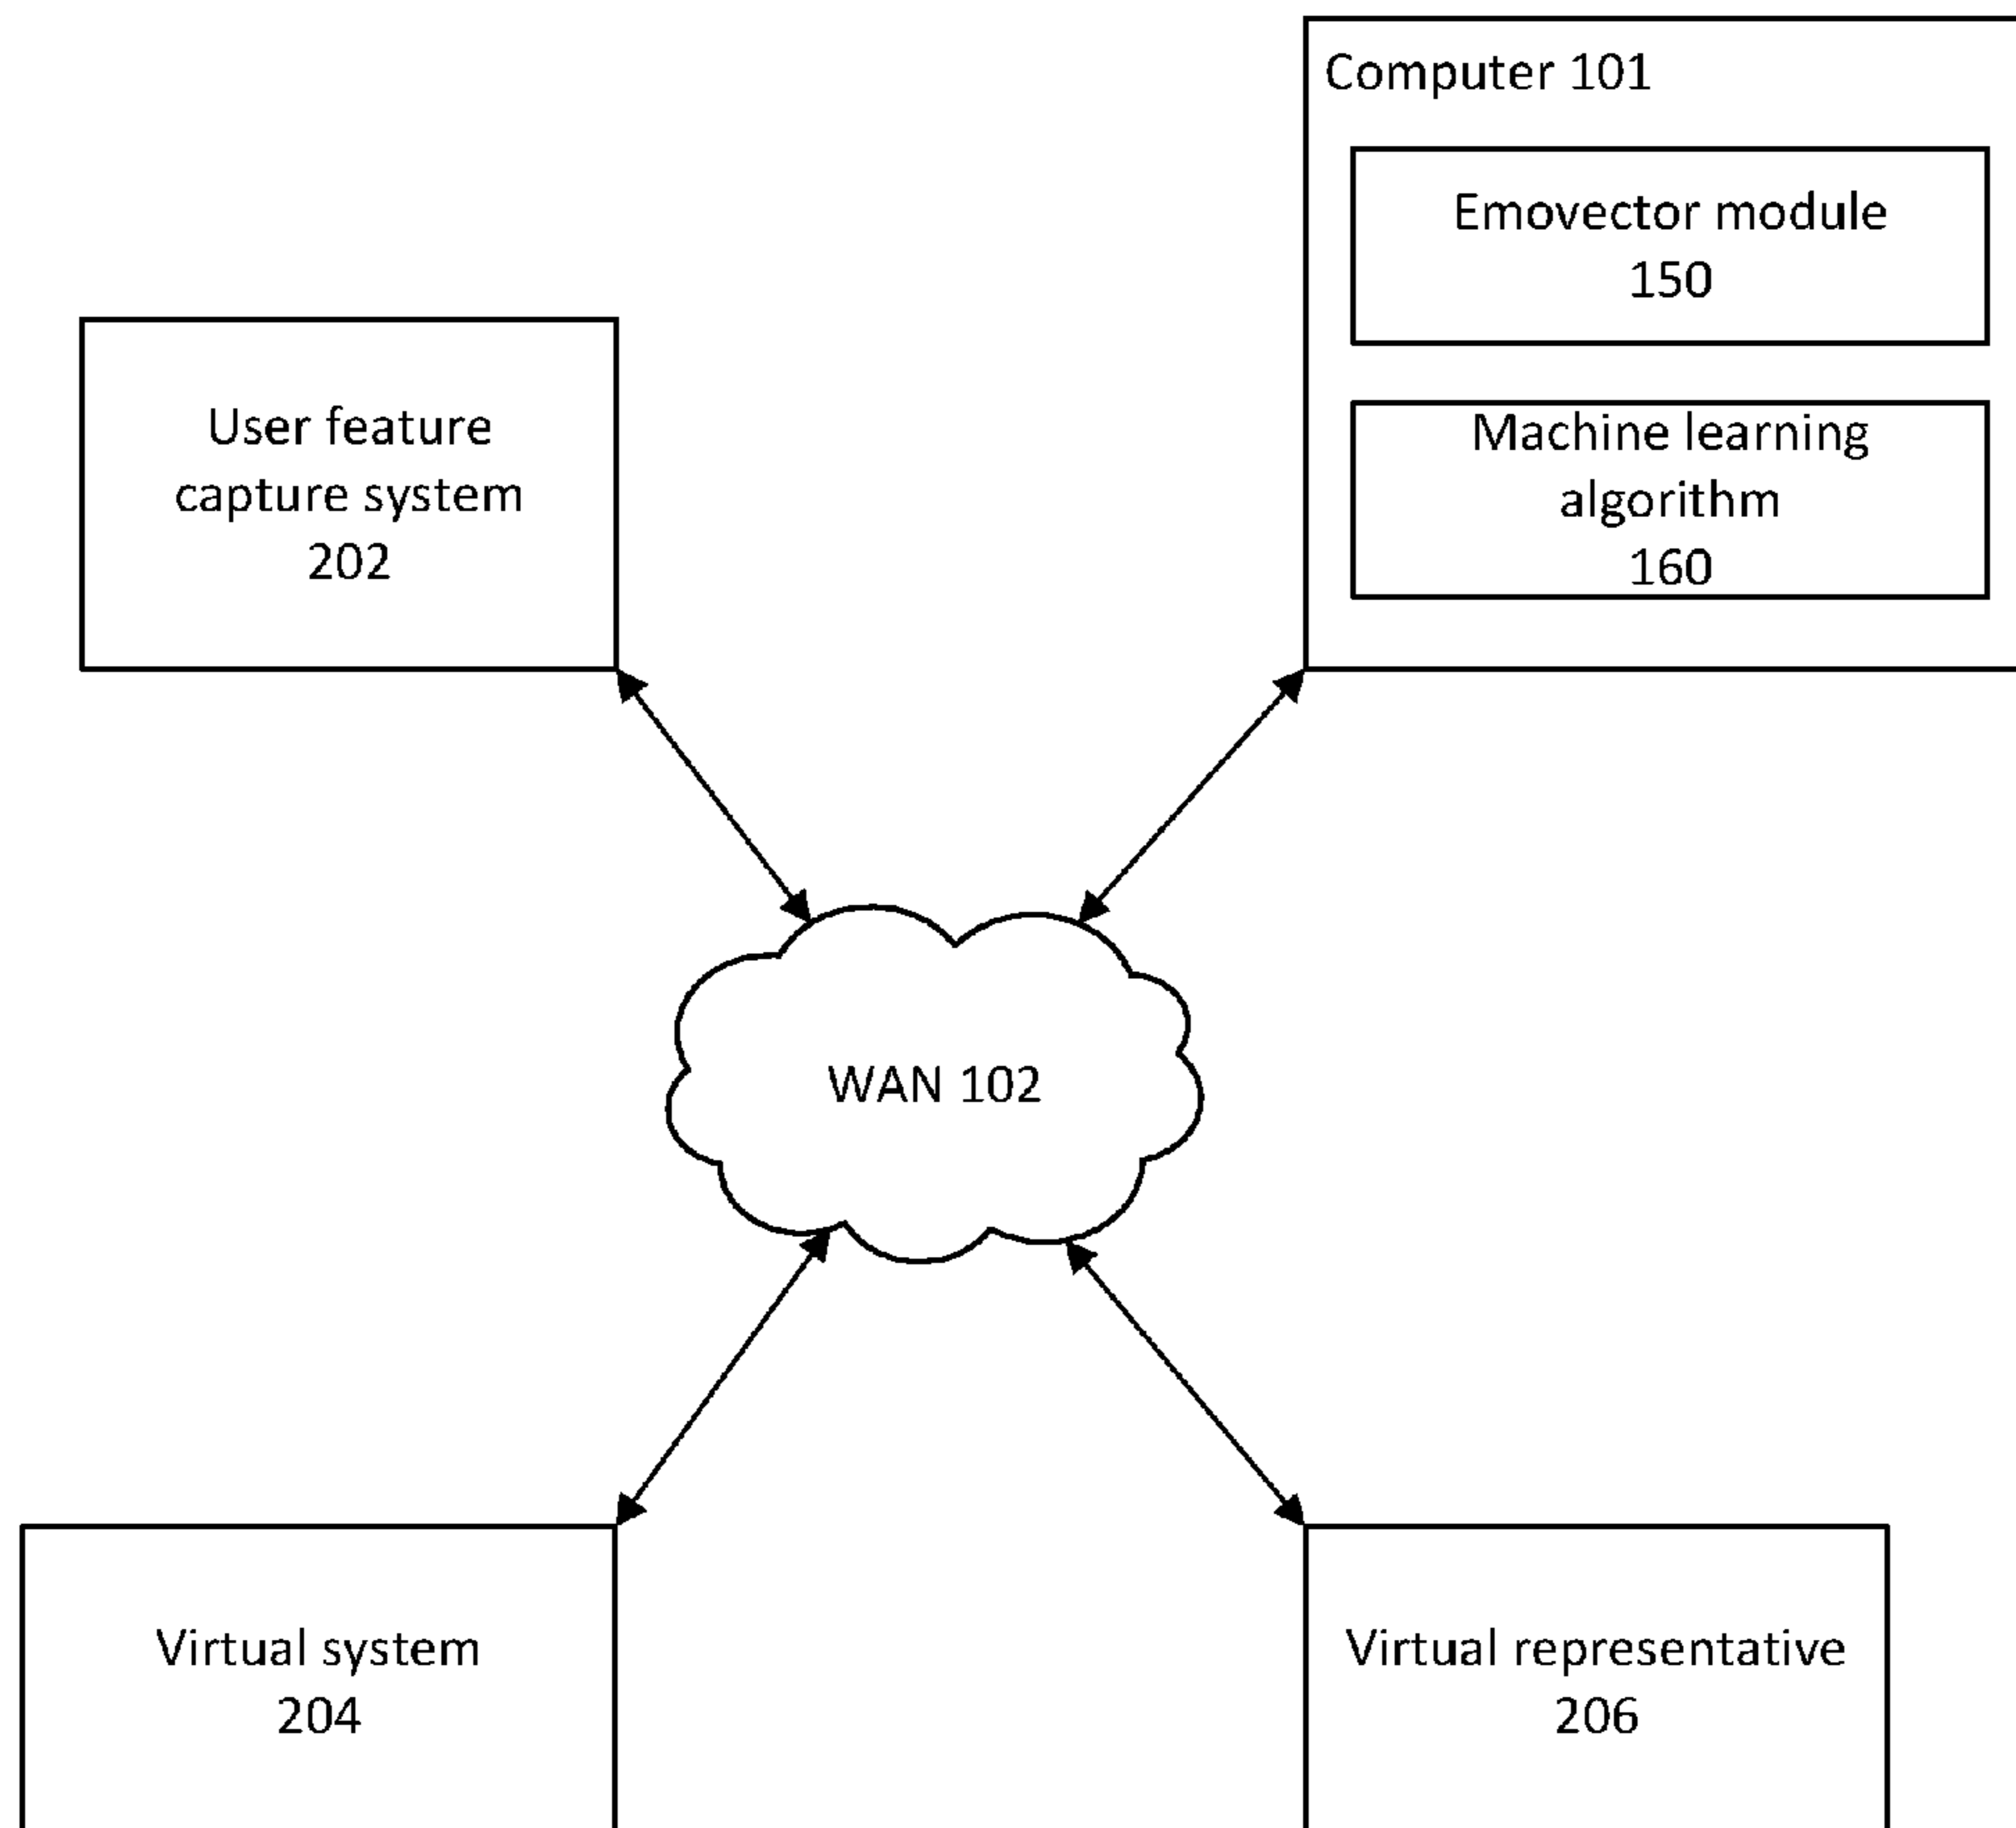 Computer 101
Emovector module
150
Machine learning
algorithm
160
User feature
capture system
202
WAN 102
Virtual system
204
Virtual representative
206